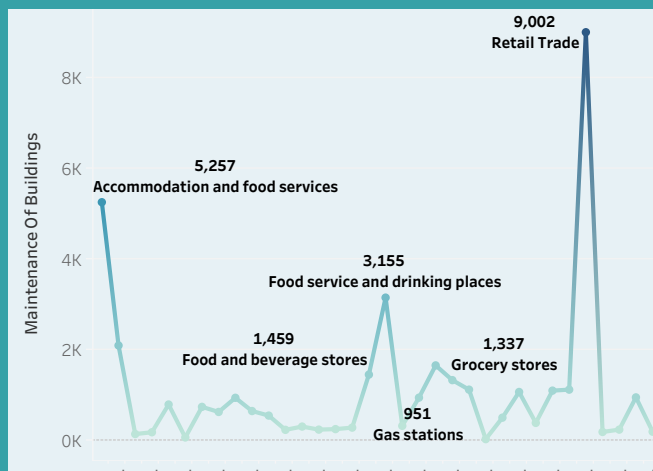 9,002
Retail Trade
8K
6K
5,257
Accommodation and food services
4K
3,155
Food service and drinking places
2K
1,459
Food and beverage stores
1,337
Grocery stores
951
Gas stations
0K
Maintenance Of Buildings